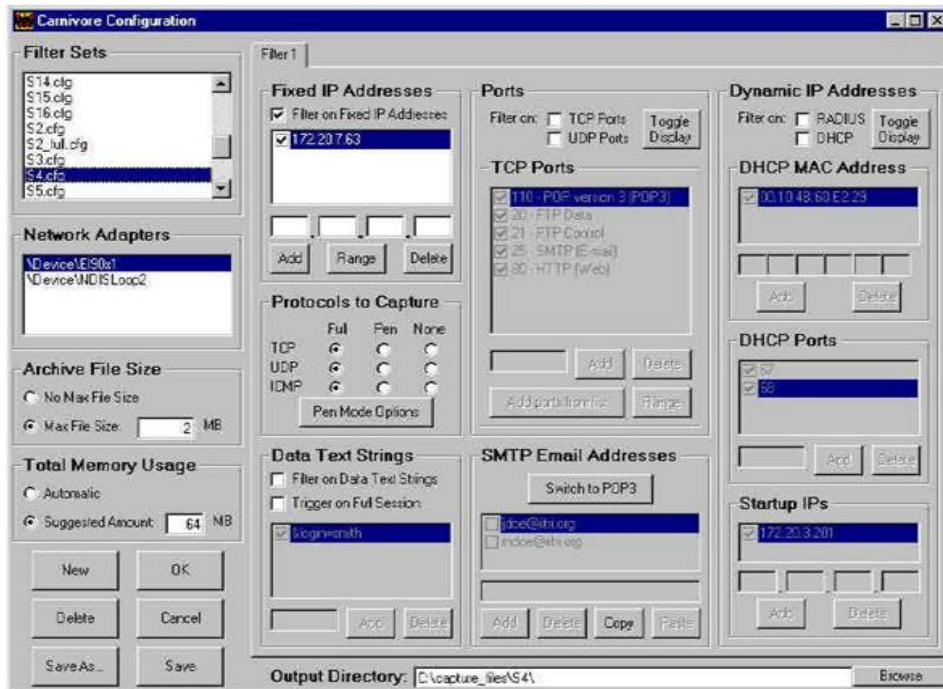 Carnivore Configuration
Filter Sets
S14.cfg
S15.cfg
S16.cfg
S2.cfg
S2_full.cfg
S3.cfg
S4.cfg
S5.cfg
Network Adapters
\Device\El90x1
\Device\NDISLoop2
Archive File Size
No Max File Size
Max File Size: 2 MB
Total Memory Usage
Automatic
Suggested Amount: 64 MB
New OK
Delete Cancel
Save As... Save
Filter 1
Fixed IP Addresses
Filter on Fixed IP Addresses
172.20.7.63
Add Range Delete
Protocols to Capture
Full Pen None
TCP
UDP
ICMP
Pen Mode Options
Data Text Strings
Filter on Data Text Strings
Trigger on Full Session
&login=smith
Add Delete
Ports
Filter on: TCP Ports
UDP Ports
Toggle Display
TCP Ports
110 - POP version 3 (POP3)
20 - FTP Data
21 - FTP Control
25 - SMTP (E-mail)
80 - HTTP (Web)
Add Delete
Add ports from list Range
SMTP Email Addresses
Switch to POP3
jdoe@iitri.org
mdoe@iitri.org
Add Delete Copy Paste
Dynamic IP Addresses
Filter on: RADIUS
DHCP
Toggle Display
DHCP MAC Address
00.10.4B.60.E2.29
Add Delete
DHCP Ports
67
68
Add Delete
Startup IPs
172.20.3.201
Add Delete
Output Directory: C:\capture_files\S4\ Browse